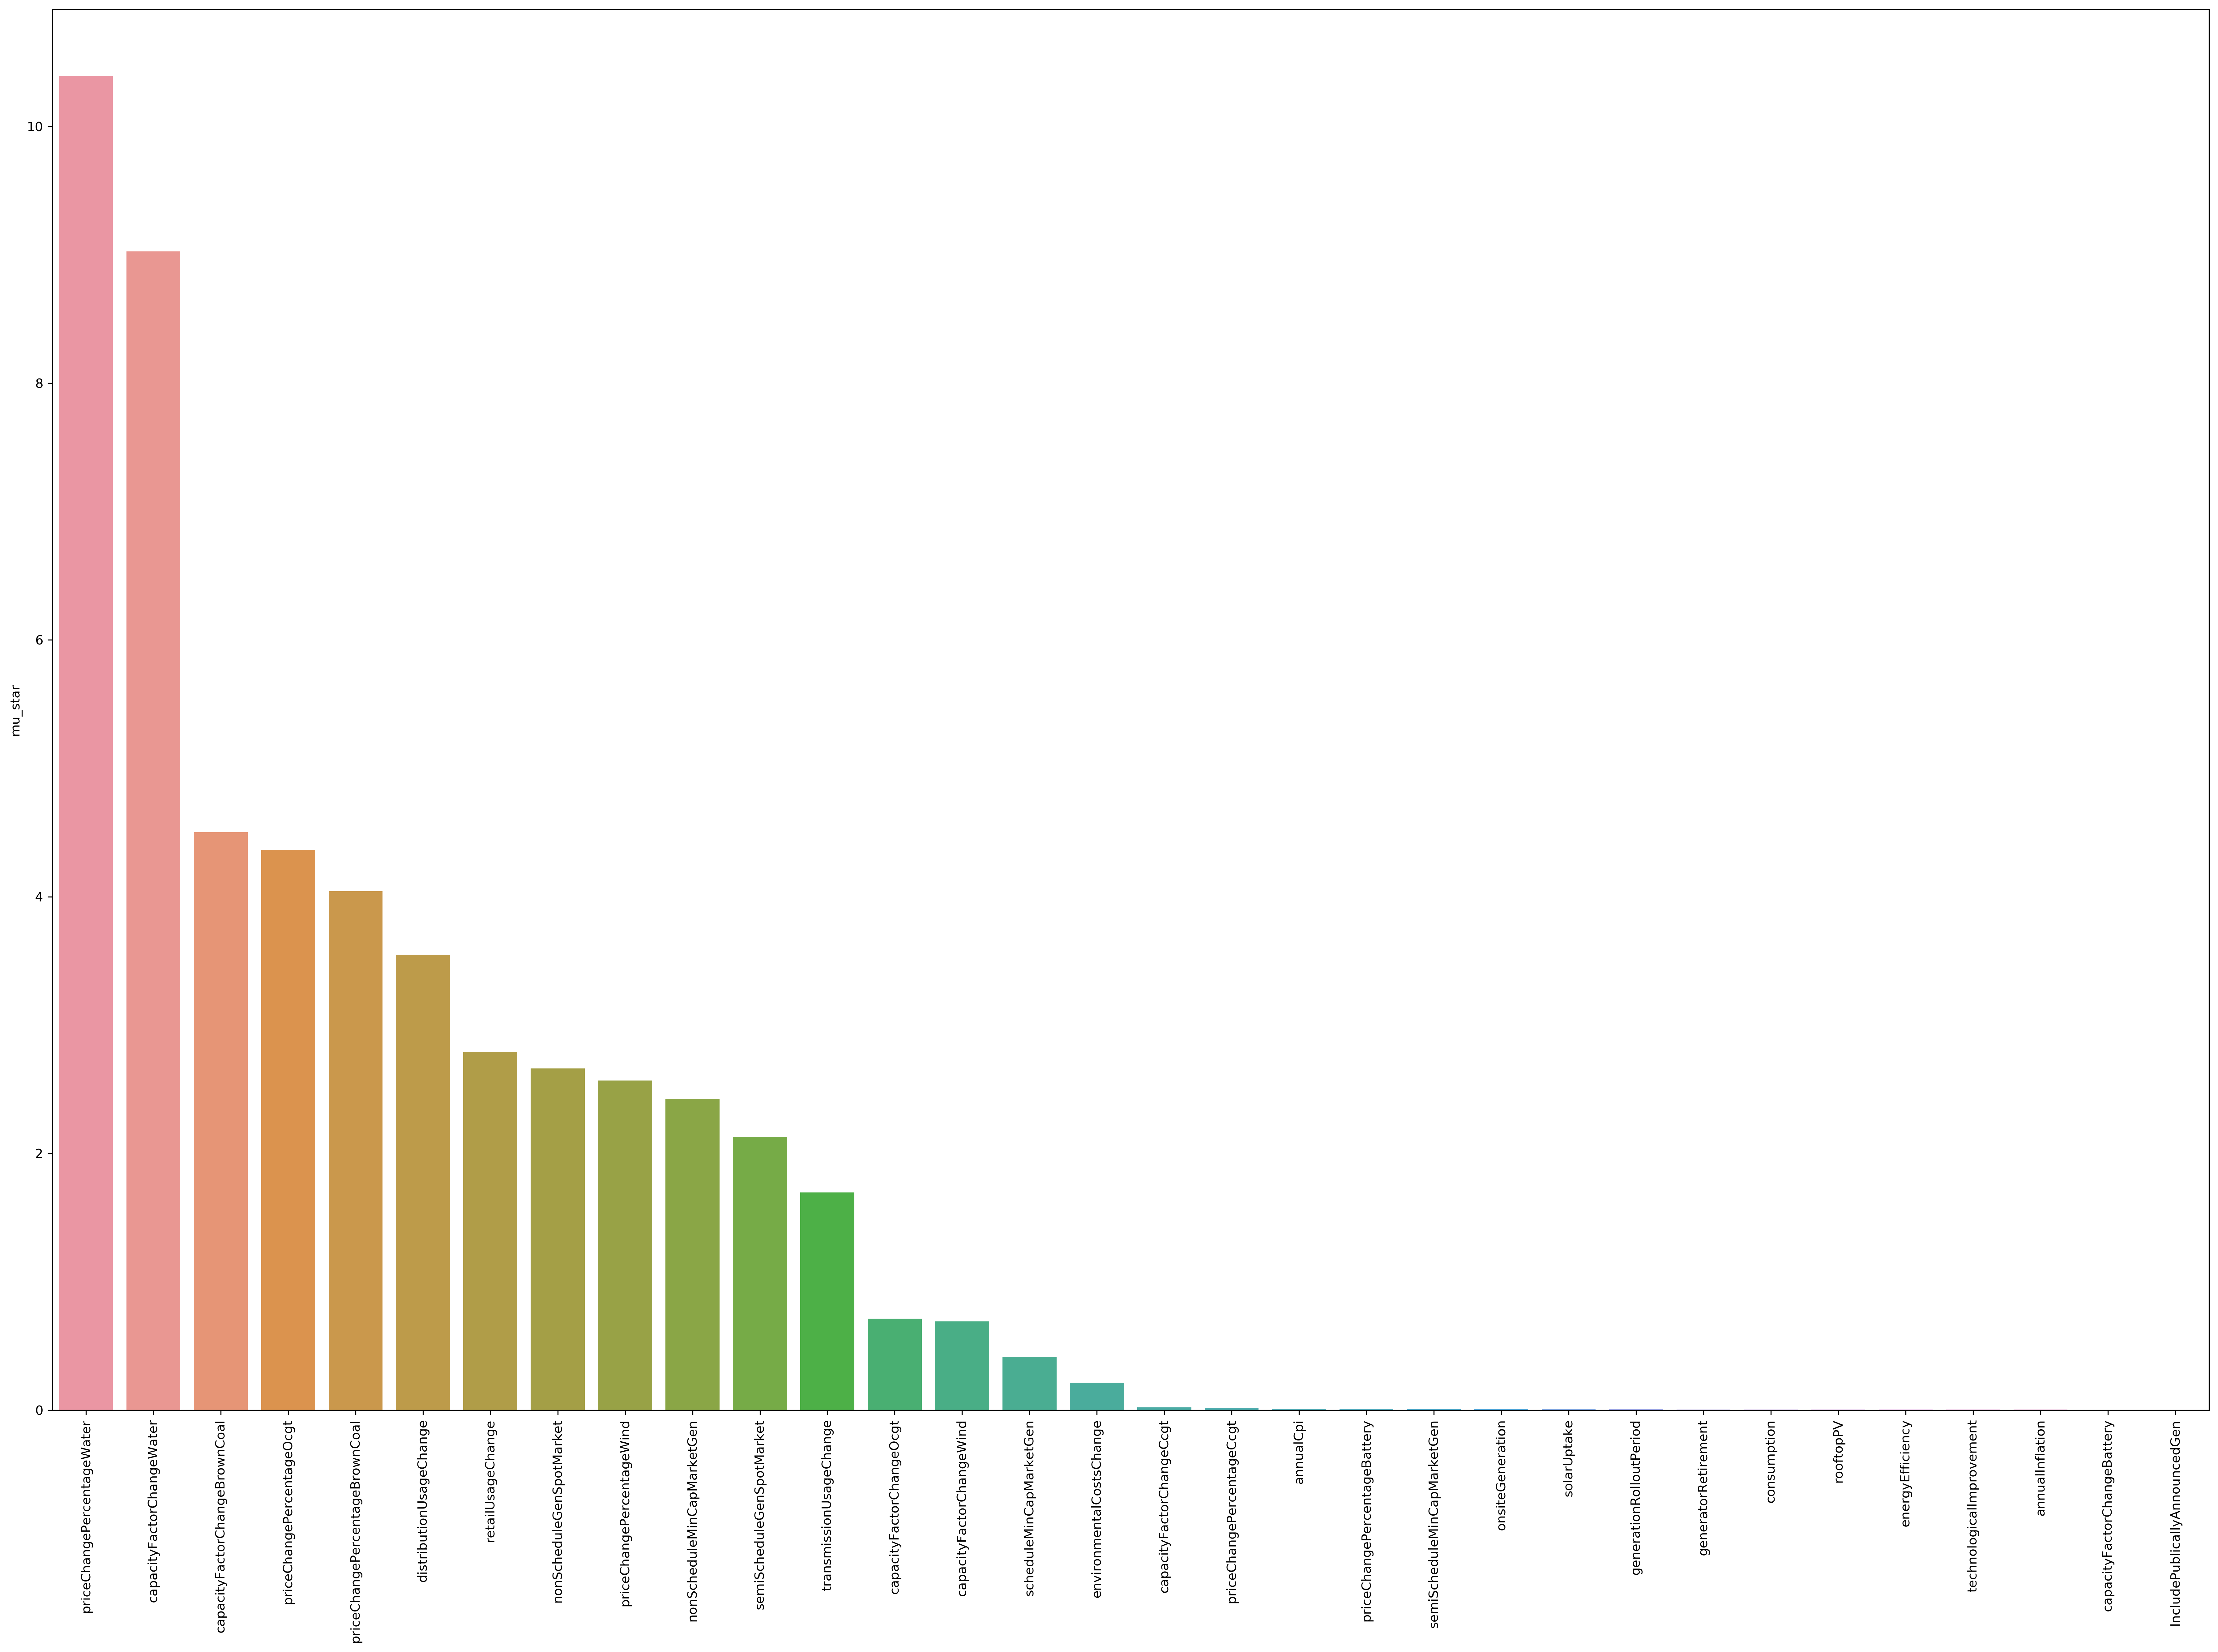 mu_star
10
8
6
4
2
0
priceChangePercentageWater
capacityFactorChangeWater
capacityFactorChangeBrownCoal
priceChangePercentageOcgt
priceChangePercentageBrownCoal
distributionUsageChange
retailUsageChange
nonScheduleGenSpotMarket
priceChangePercentageWind
nonScheduleMinCapMarketGen
semiScheduleGenSpotMarket
transmissionUsageChange
capacityFactorChangeOcgt
capacityFactorChangeWind
scheduleMinCapMarketGen
environmentalCostsChange
capacityFactorChangeCcgt
priceChangePercentageCcgt
annualCpi
priceChangePercentageBattery
semiScheduleMinCapMarketGen
onsiteGeneration
solarUptake
generationRolloutPeriod
generatorRetirement
consumption
rooftopPV
energyEfficiency
technologicalImprovement
annualInflation
capacityFactorChangeBattery
IncludePublicallyAnnouncedGen